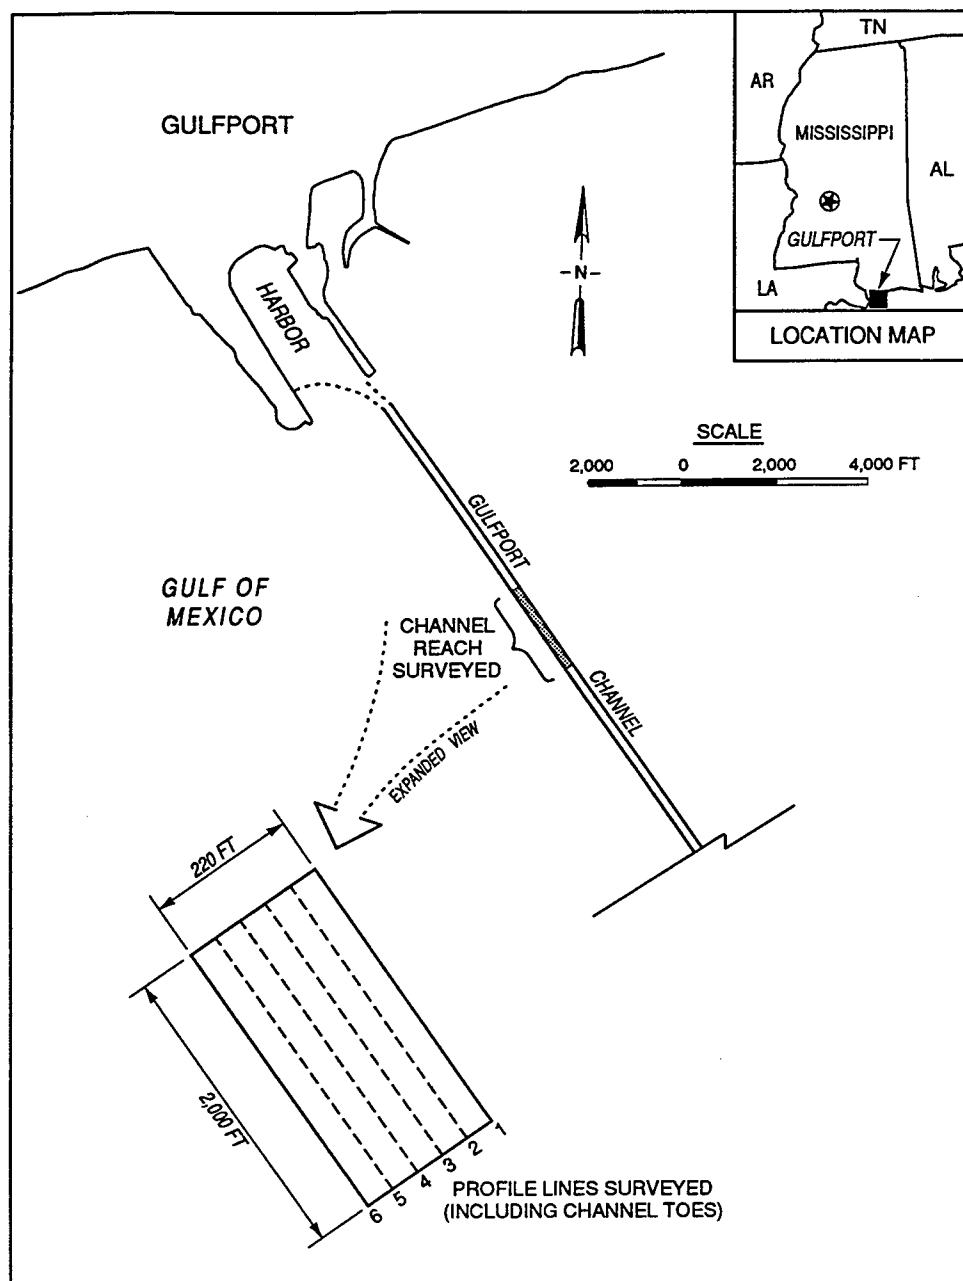 GULFPORT
HARBOR
TN
AR
MISSISSIPPI
AL
GULFPORT
LA
LOCATION MAP
-N-
SCALE
2,000 0 2,000 4,000 FT
GULFPORT
GULF OF
MEXICO
CHANNEL
REACH
SURVEYED
CHANNEL
EXPANDED VIEW
220 FT
2,000 FT
1
2
3
4
5
6
PROFILE LINES SURVEYED
(INCLUDING CHANNEL TOES)